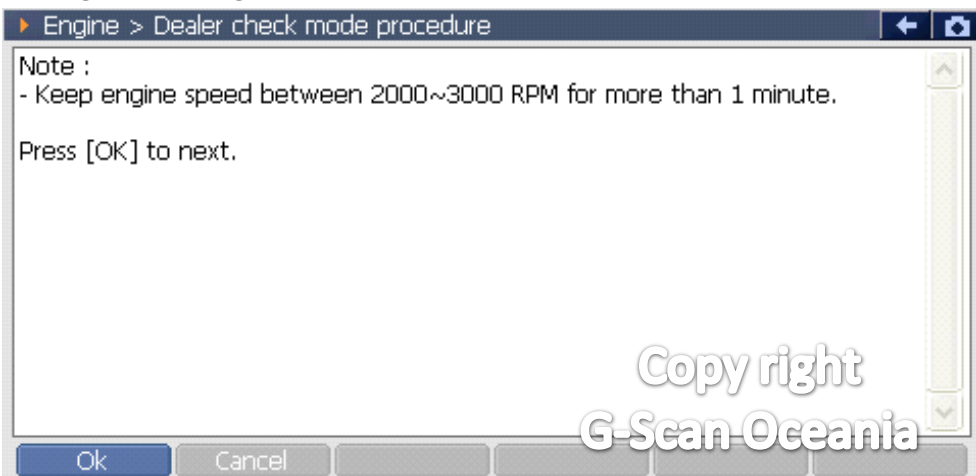 Engine > Dealer check mode procedure
Note :
- Keep engine speed between 2000~3000 RPM for more than 1 minute.
Press [OK] to next.
Copy right
G-Scan Oceania
Ok
Cancel